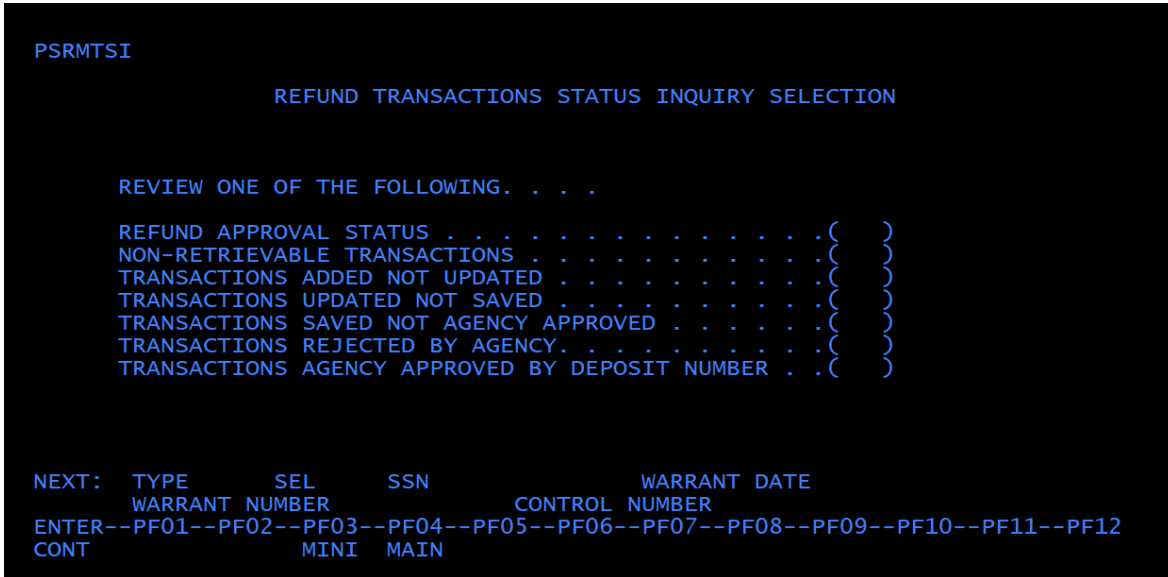 PSRMTSI
REFUND TRANSACTIONS STATUS INQUIRY SELECTION
REVIEW ONE OF THE FOLLOWING. . . .
REFUND APPROVAL STATUS . . . . . . . . . . . . . .(   )
NON-RETRIEVABLE TRANSACTIONS . . . . . . . . . . .(   )
TRANSACTIONS ADDED NOT UPDATED . . . . . . . . . .(   )
TRANSACTIONS UPDATED NOT SAVED . . . . . . . . . .(   )
TRANSACTIONS SAVED NOT AGENCY APPROVED . . . . . .(   )
TRANSACTIONS REJECTED BY AGENCY. . . . . . . . . .(   )
TRANSACTIONS AGENCY APPROVED BY DEPOSIT NUMBER . .(   )
NEXT:  TYPE      SEL     SSN               WARRANT DATE
WARRANT NUMBER             CONTROL NUMBER
ENTER--PF01--PF02--PF03--PF04--PF05--PF06--PF07--PF08--PF09--PF10--PF11--PF12
CONT               MINI  MAIN